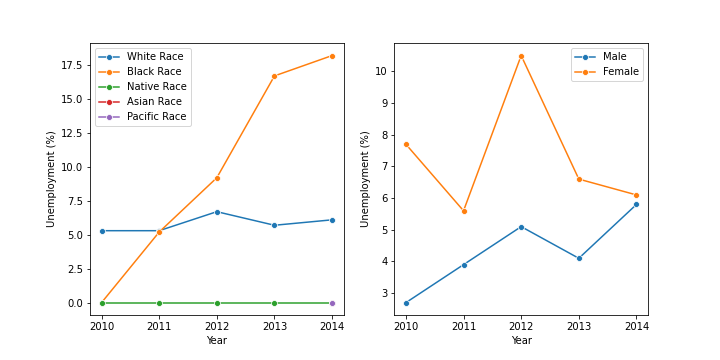 Unemployment (%)
17.5
15.0
12.5
10.0
7.5
5.0
2.5
0.0
White Race
Black Race
Native Race
Asian Race
Pacific Race
2010 2011 2012 2013 2014
Year
Unemployment (%)
10
9
8
7
6
5
4
3
Male
Female
2010 2011 2012 2013 2014
Year